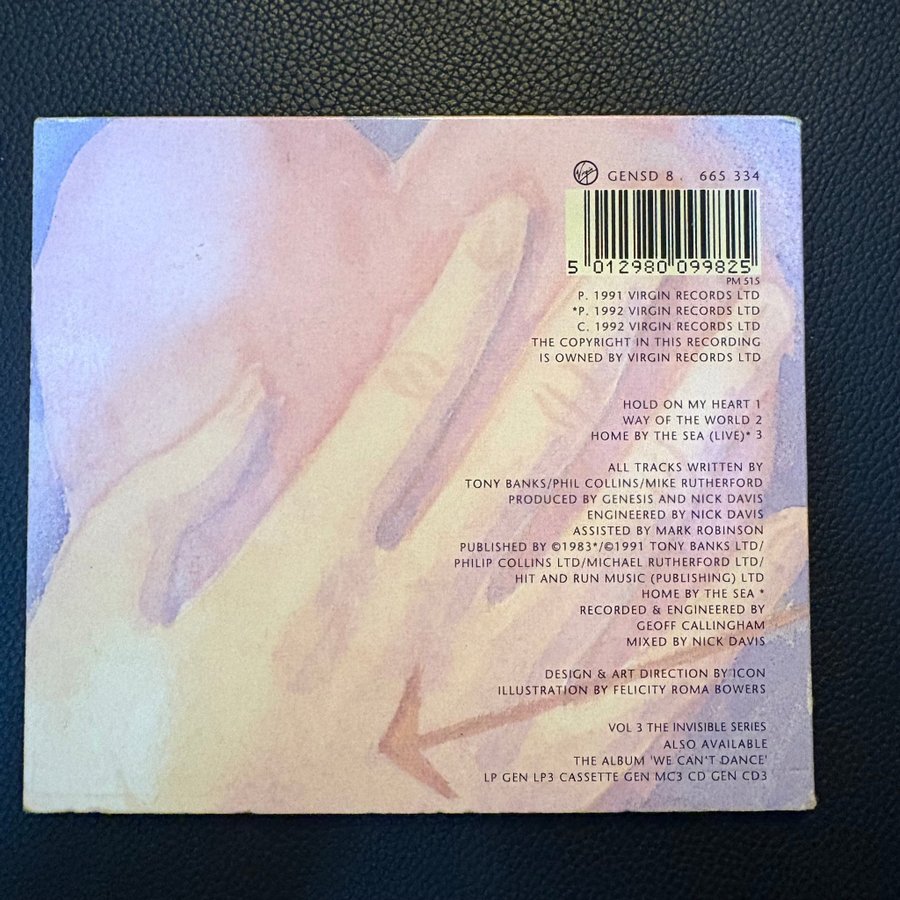 Virgin GENSD 8 . 665 334
5 012980 099825
PM 515
P. 1991 VIRGIN RECORDS LTD
*P. 1992 VIRGIN RECORDS LTD
C. 1992 VIRGIN RECORDS LTD
THE COPYRIGHT IN THIS RECORDING
IS OWNED BY VIRGIN RECORDS LTD
HOLD ON MY HEART 1
WAY OF THE WORLD 2
HOME BY THE SEA (LIVE)* 3
ALL TRACKS WRITTEN BY
TONY BANKS/PHIL COLLINS/MIKE RUTHERFORD
PRODUCED BY GENESIS AND NICK DAVIS
ENGINEERED BY NICK DAVIS
ASSISTED BY MARK ROBINSON
PUBLISHED BY ©1983*/©1991 TONY BANKS LTD/
PHILIP COLLINS LTD/MICHAEL RUTHERFORD LTD/
HIT AND RUN MUSIC (PUBLISHING) LTD
HOME BY THE SEA *
RECORDED & ENGINEERED BY
GEOFF CALLINGHAM
MIXED BY NICK DAVIS
DESIGN & ART DIRECTION BY ICON
ILLUSTRATION BY FELICITY ROMA BOWERS
VOL 3 THE INVISIBLE SERIES
ALSO AVAILABLE
THE ALBUM 'WE CAN'T DANCE'
LP GEN LP3 CASSETTE GEN MC3 CD GEN CD3